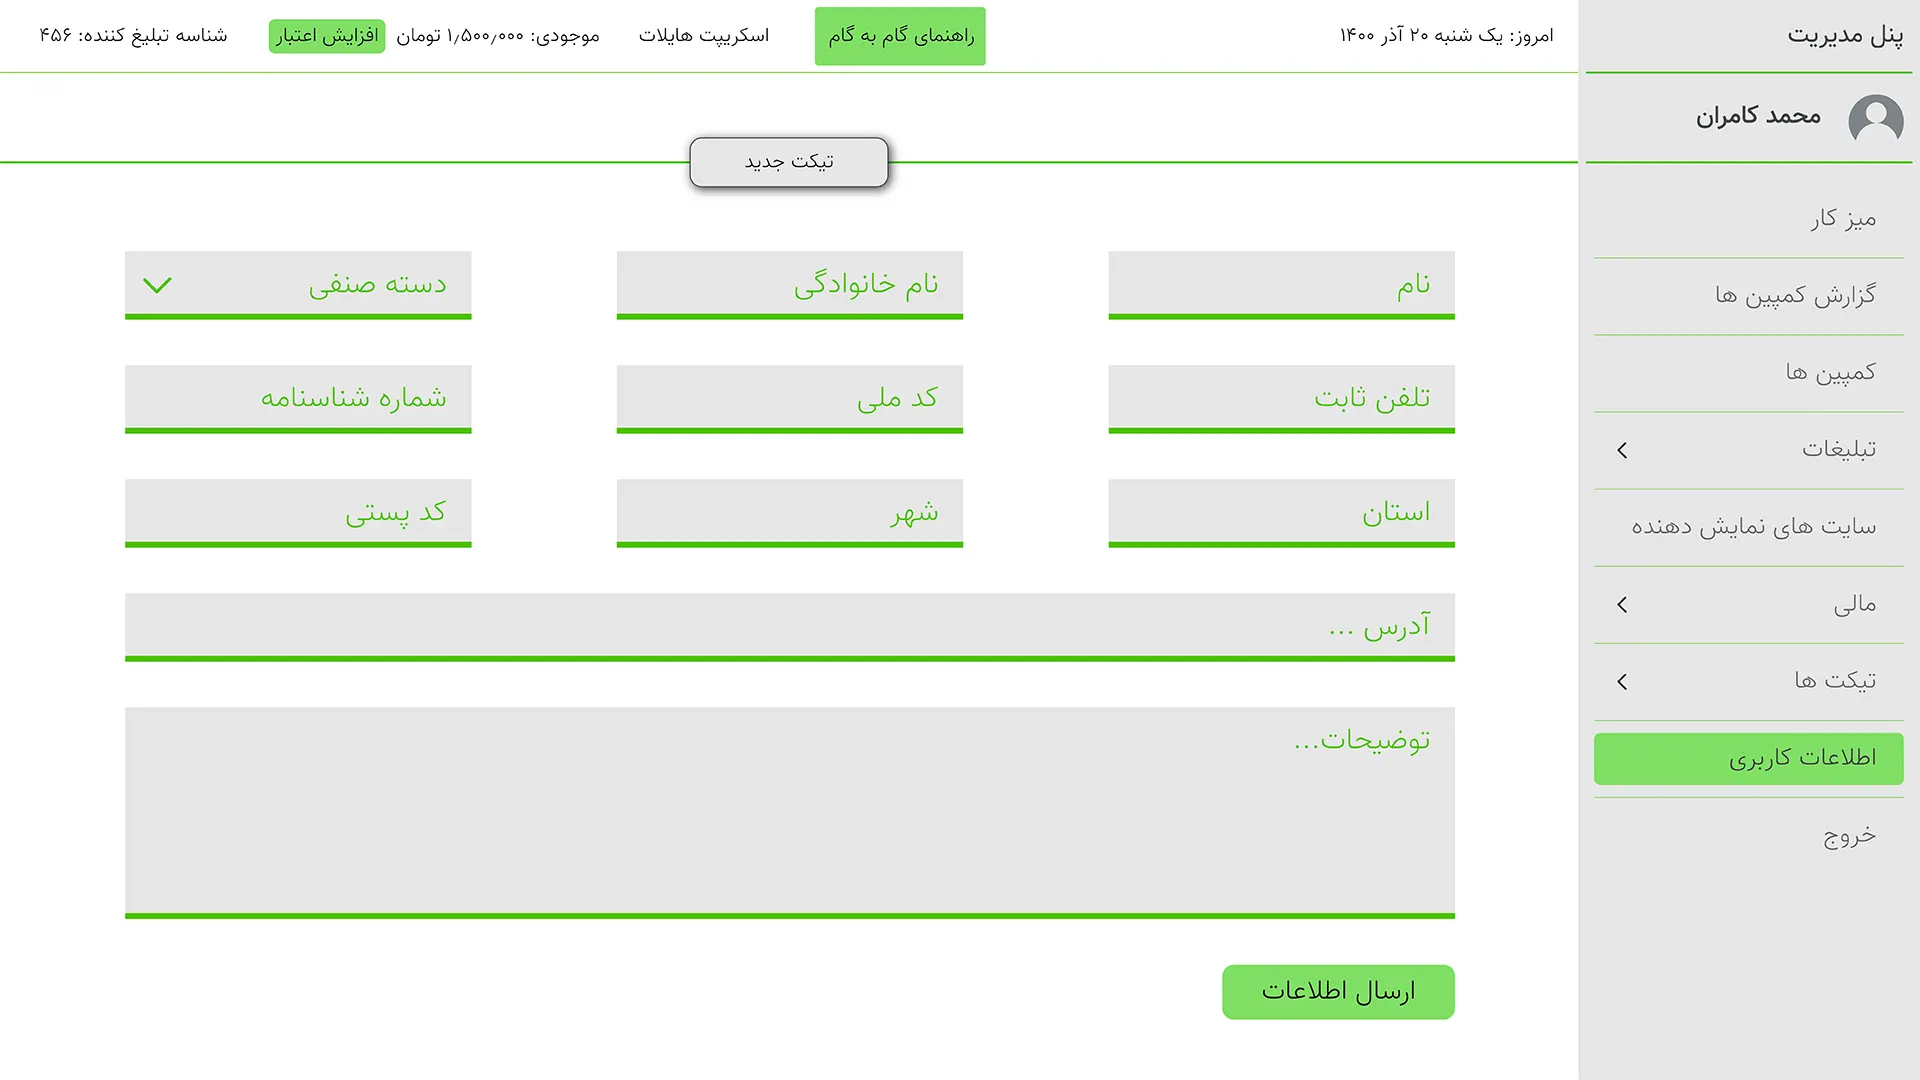 پنل مدیریت
امروز: یک شنبه ۲۰ آذر ۱۴۰۰
راهنمای گام به گام
اسکریپت هایلات
موجودی: ۱٫۵۰۰٫۰۰۰ تومان
افزایش اعتبار
شناسه تبلیغ کننده: ۴۵۶
محمد کامران
میز کار
گزارش کمپین ها
کمپین ها
تبلیغات
سایت های نمایش دهنده
مالی
تیکت ها
اطلاعات کاربری
خروج
تیکت جدید
نام
نام خانوادگی
دسته صنفی
تلفن ثابت
کد ملی
شماره شناسنامه
استان
شهر
کد پستی
آدرس ...
توضیحات...
ارسال اطلاعات